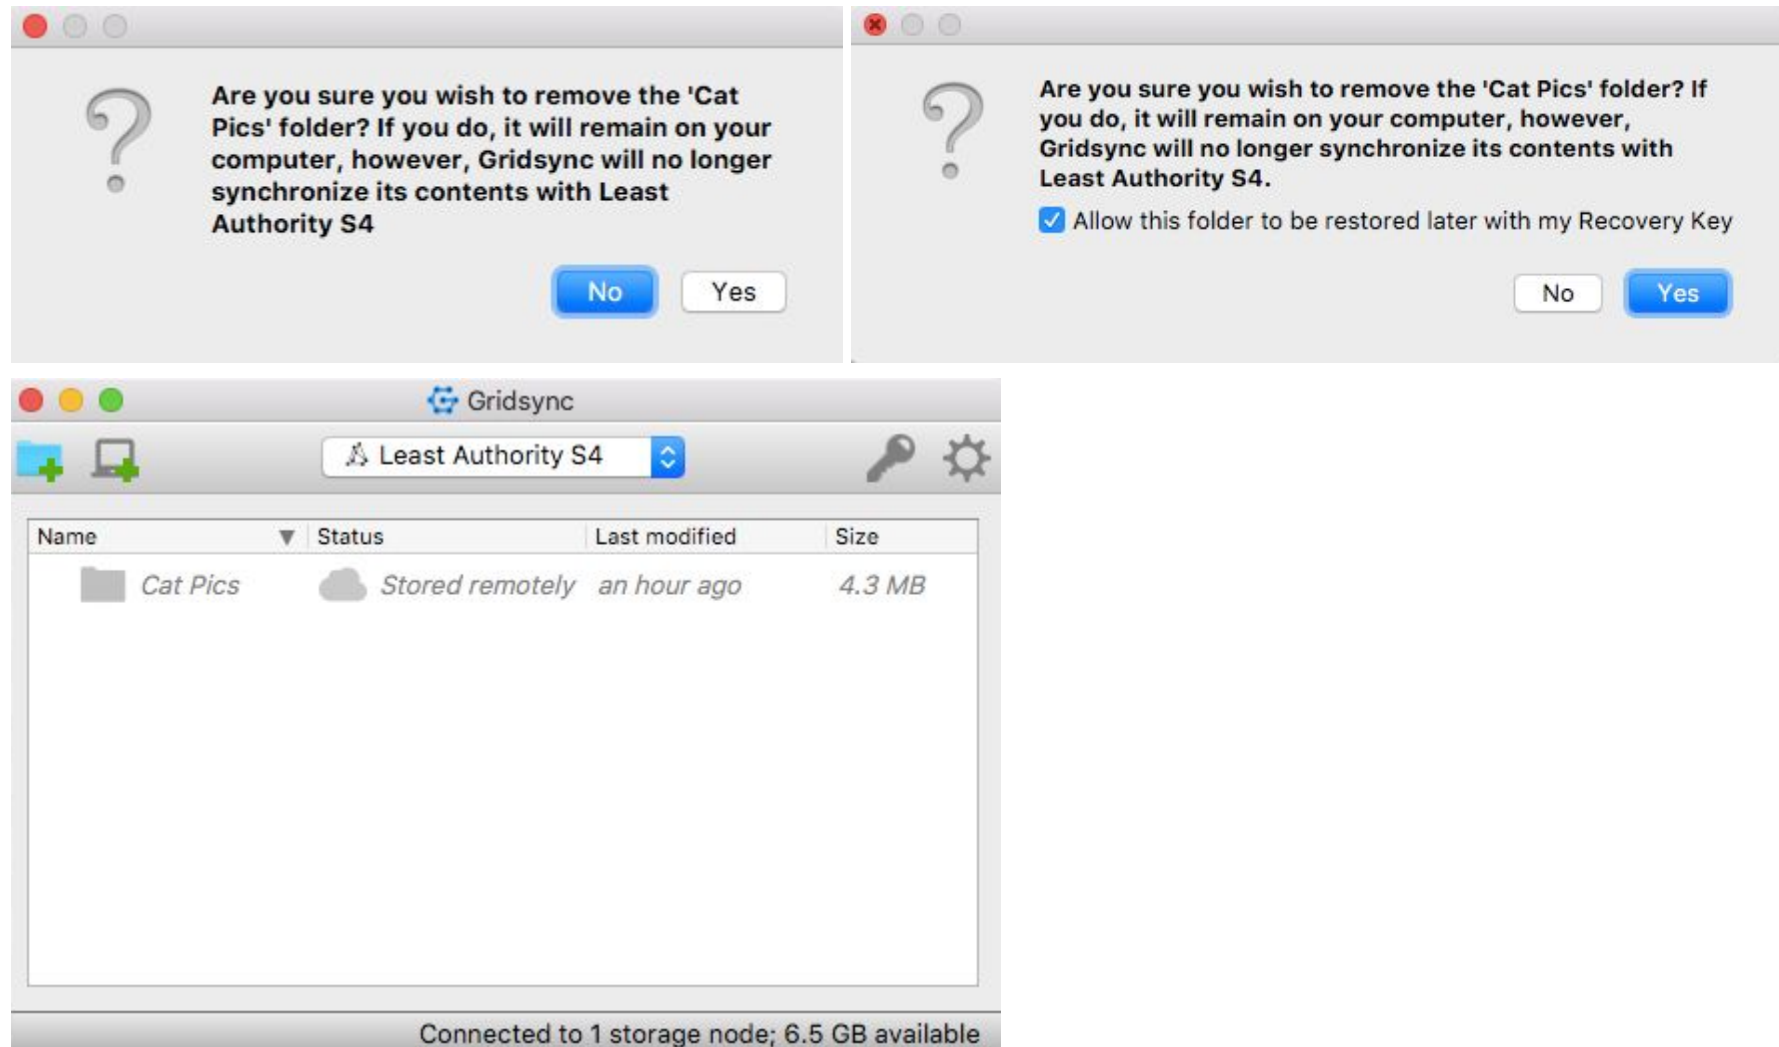 Are you sure you wish to remove the 'Cat
Pics' folder? If you do, it will remain on your
computer, however, Gridsync will no longer
synchronize its contents with Least
Authority S4
No Yes
Are you sure you wish to remove the 'Cat Pics' folder? If
you do, it will remain on your computer, however,
Gridsync will no longer synchronize its contents with
Least Authority S4.
Allow this folder to be restored later with my Recovery Key
No Yes
Gridsync
Least Authority S4
Name Status Last modified Size
Cat Pics Stored remotely an hour ago 4.3 MB
Connected to 1 storage node; 6.5 GB available